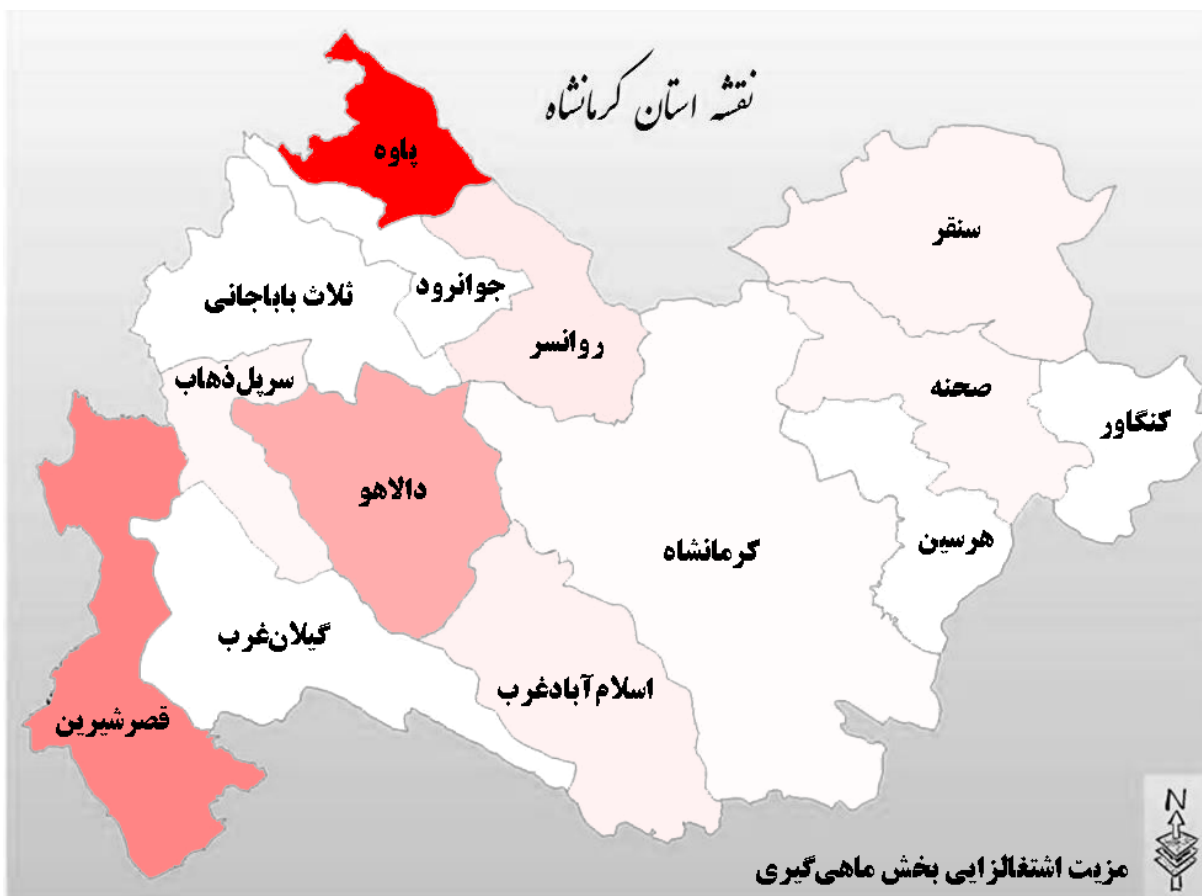 نقشه استان کرمانشاه
پاوه
سنقر
جوانرود
ثلاث باباجانی
روانسر
سرپل‌ذهاب
صحنه
کنگاور
دالاهو
هرسین
کرمانشاه
گیلان‌غرب
اسلام‌آبادغرب
قصرشیرین
N
مزیت اشتغالزایی بخش ماهی‌گیری